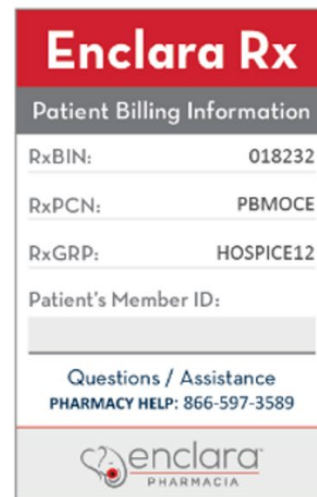 Enclara Rx
Patient Billing Information
RxBIN: 018232
RxPCN: PBMOCE
RxGRP: HOSPICE12
Patient's Member ID:
Questions / Assistance
PHARMACY HELP: 866-597-3589
enclara
PHARMACIA